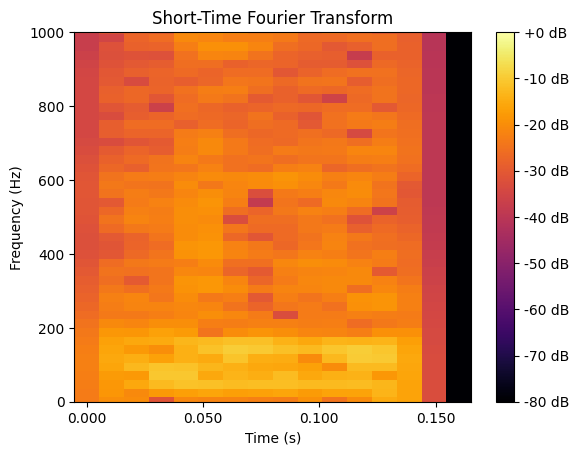 Short-Time Fourier Transform
1000
800
600
400
200
0
Frequency (Hz)
0.000
0.050
0.100
0.150
Time (s)
+0 dB
-10 dB
-20 dB
-30 dB
-40 dB
-50 dB
-60 dB
-70 dB
-80 dB